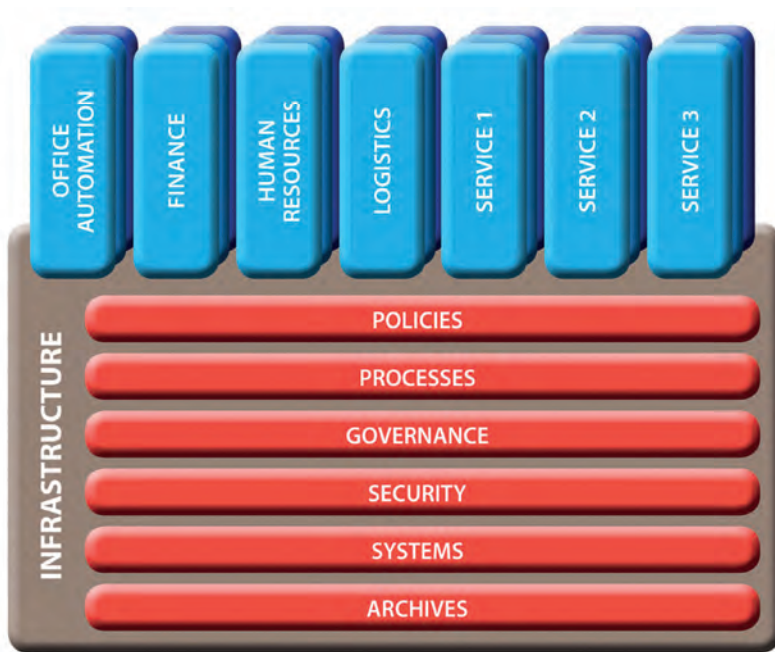 OFFICE
AUTOMATION
FINANCE
HUMAN
RESOURCES
LOGISTICS
SERVICE 1
SERVICE 2
SERVICE 3
INFRASTRUCTURE
POLICIES
PROCESSES
GOVERNANCE
SECURITY
SYSTEMS
ARCHIVES